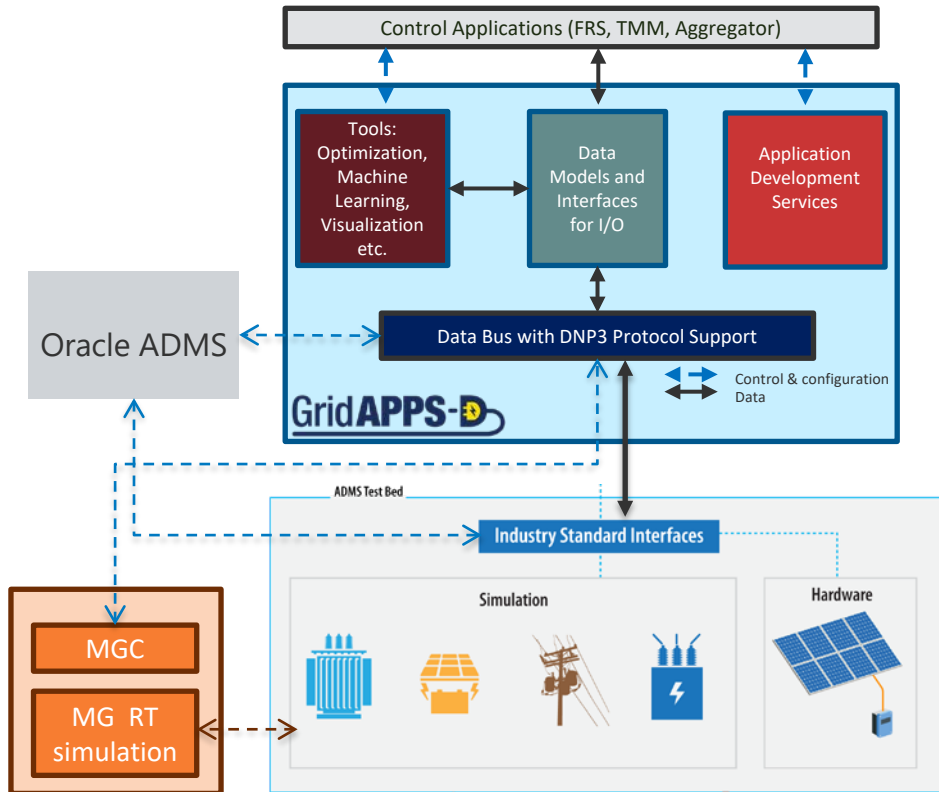 Control Applications (FRS, TMM, Aggregator)
Tools:
Optimization,
Machine
Learning,
Visualization
etc.
Data
Models and
Interfaces
for I/O
Application
Development
Services
Oracle ADMS
Data Bus with DNP3 Protocol Support
Control & configuration
Data
GridAPPS-D
ADMS Test Bed
Industry Standard Interfaces
Simulation
Hardware
MGC
MG RT
simulation